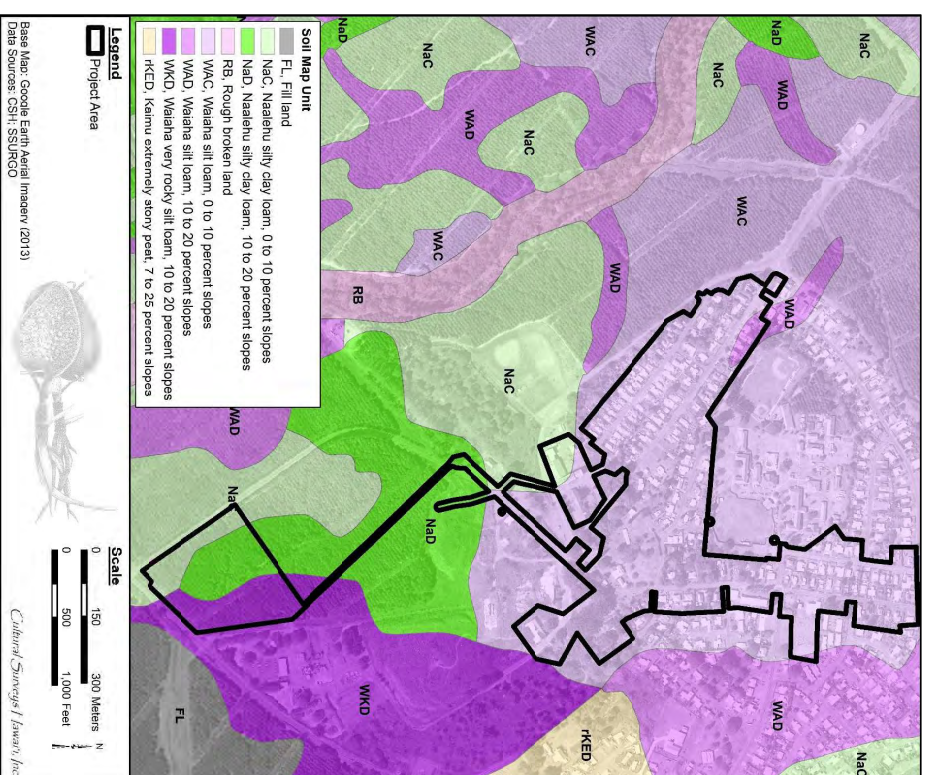 NaC
NaD
WAC
NaC
NaC
NaD
WAD
NaC
WAD
WAC
WAC
WAD
WAD
RB
NaC
WAD
Na
NaD
WKD
WAD
rKED
NaC
FL
Soil Map Unit
FL, Fill land
NaC, Naalehu silty clay loam, 0 to 10 percent slopes
NaD, Naalehu silty clay loam, 10 to 20 percent slopes
RB, Rough broken land
WAC, Waiaha silt loam, 0 to 10 percent slopes
WAD, Waiaha silt loam, 10 to 20 percent slopes
WKD, Waiaha very rocky silt loam, 10 to 20 percent slopes
rKED, Kaimu extremely stony peat, 7 to 25 percent slopes
Legend
Project Area
Base Map: Google Earth Aerial Imagery (2013)
Data Sources: CSH; SSURGO
Scale
0 150 300 Meters
0 500 1,000 Feet
N
Cultural Surveys Hawai'i, Inc